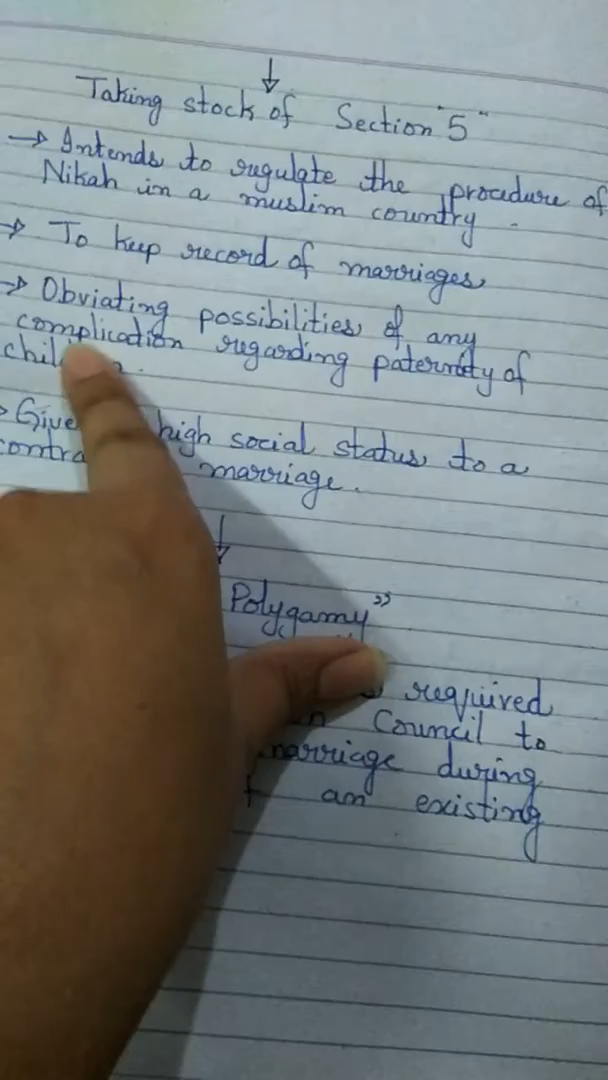 Taking stock of Section "5"
→ Intends to regulate the procedure of
Nikah in a muslim country.
→ To keep record of marriages
→ Obviating possibilities of any
complication regarding paternity of
→ high social status to a
marriage.
Polygamy"
required
Council to
marriage during
an existing